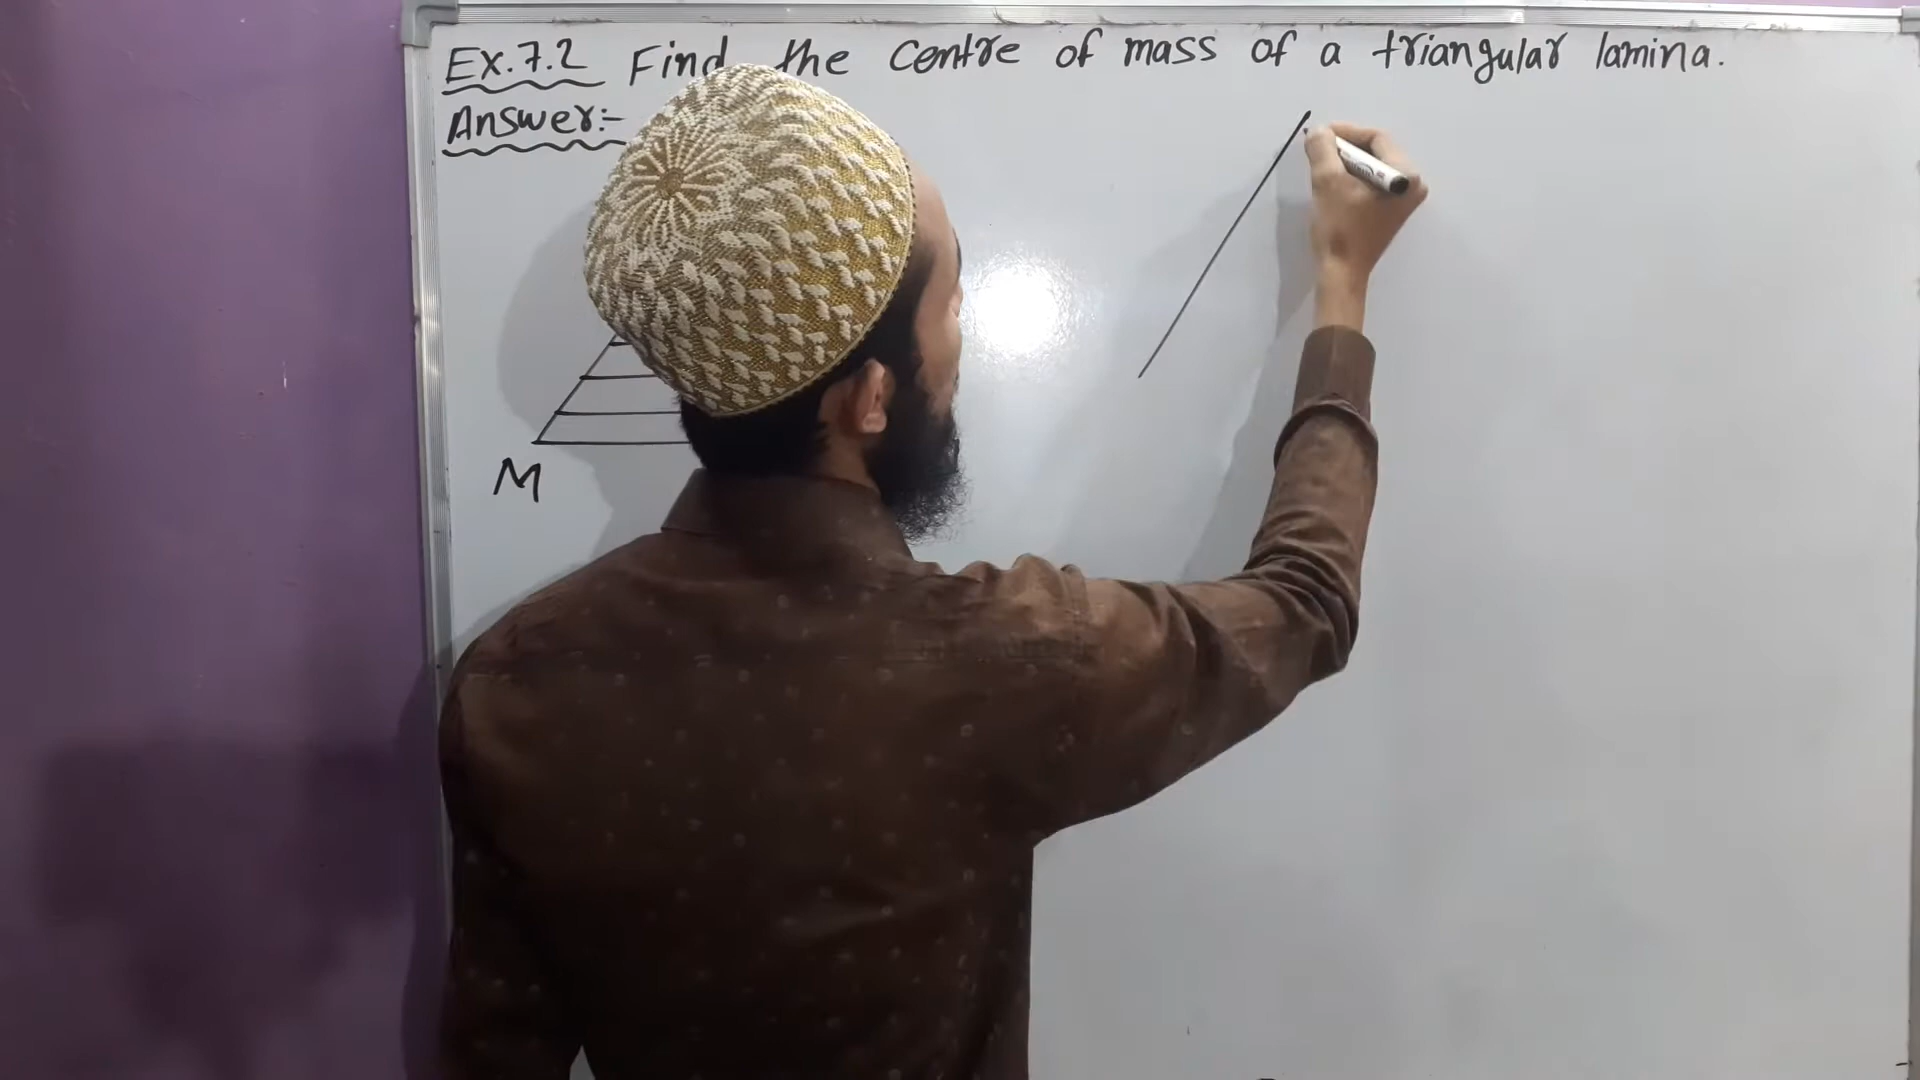 Ex.7.2 Find the Centre of mass of a triangular lamina.
Answer:-
M